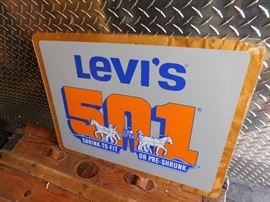 Levi's®
501®
SHRINK-TO-FIT OR PRE-SHRUNK